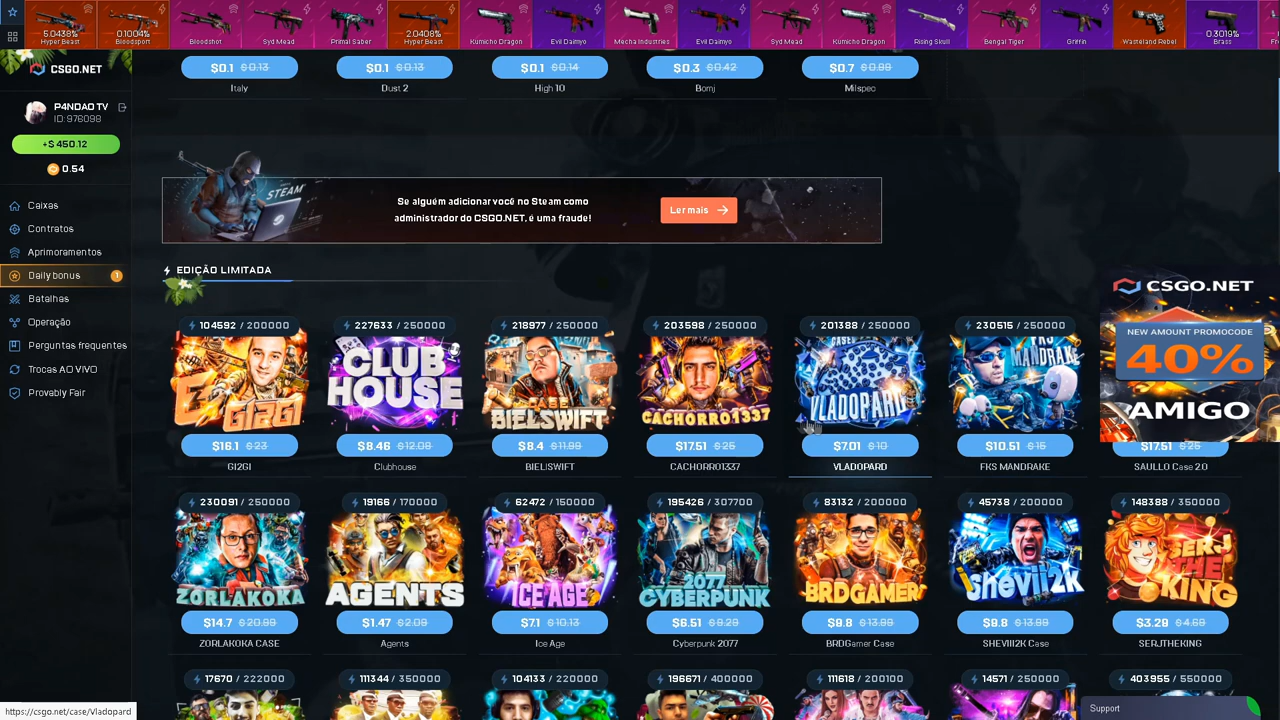 5.0438%
Hyper Beast
0.1004%
Bloodsport
Bloodshot
Syd Mead
Primal Saber
2.0408%
Hyper Beast
Kumicho Dragon
Evil Daimyo
Mecha Industries
Evil Daimyo
Syd Mead
Kumicho Dragon
Rising Skull
Bengal Tiger
Griffin
Wasteland Rebel
0.3019%
Brass
CSGO.NET
P4NDAO TV
ID: 976098
+$ 450.12
0.54
Caixas
Contratos
Aprimoramentos
Daily bonus 1
Batalhas
Operação
Perguntas frequentes
Trocas AO VIVO
Provably Fair
$0.1 $0.13
$0.1 $0.13
$0.1 $0.14
$0.3 $0.42
$0.7 $0.99
Italy
Dust 2
High 10
Bomj
Milspec
STEAM
Se alguém adicionar você no Steam como
administrador do CSGO.NET, é uma fraude!
Ler mais
EDIÇÃO LIMITADA
104592 / 200000
227633 / 250000
218977 / 250000
203598 / 250000
201388 / 250000
230515 / 250000
GI2GI
CLUB
HOUSE
CASE
BIELSWIFT
CACHORRO1337
CASE
VLADOPARD
FKS
MANDRAKE
CSGO.NET
NEW AMOUNT PROMOCODE
40%
AMIGO
$16.1 $23
$8.46 $12.08
$8.4 $11.99
$17.51 $25
$7.01 $10
$10.51 $15
$17.51 $25
GI2GI
Clubhouse
BIELSWIFT
CACHORRO1337
VLADOPARD
FKS MANDRAKE
SAULLO Case 2.0
230091 / 250000
19166 / 170000
62472 / 150000
195426 / 307700
83132 / 200000
45738 / 200000
148388 / 350000
ZORLAKOKA
AGENTS
ICE AGE
2077
CYBERPUNK
BRDGAMER
Shevii2k
SERJ
THE
KING
$14.7 $20.99
$1.47 $2.09
$7.1 $10.13
$6.51 $9.29
$9.8 $13.99
$9.8 $13.99
$3.29 $4.69
ZORLAKOKA CASE
Agents
Ice Age
Cyberpunk 2077
BRDGamer Case
SHEVII2K Case
SERJTHEKING
17670 / 222000
111344 / 350000
104133 / 220000
196671 / 400000
111618 / 200100
14571 / 250000
403955 / 550000
Support
https://csgo.net/case/Vladopard